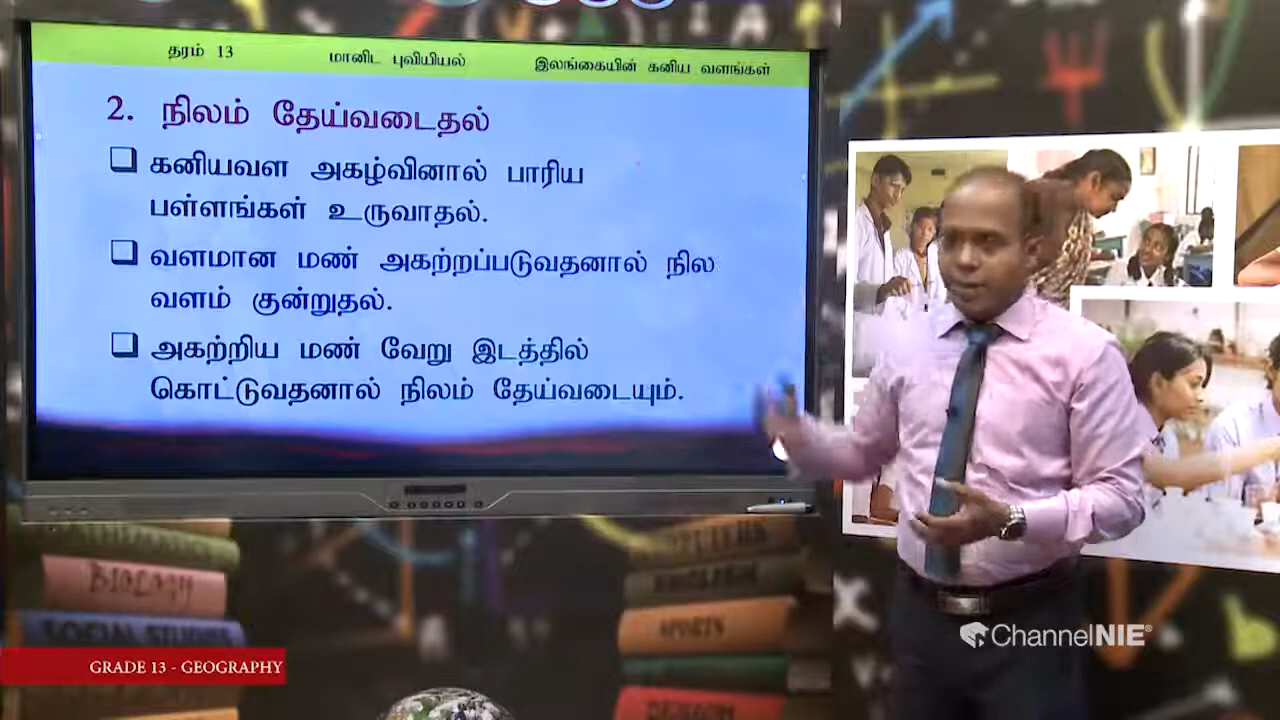 தரம் 13 மானிட புவியியல் இலங்கையின் கனிய வளங்கள்
2. நிலம் தேய்வடைதல்
❑ கனியவள அகழ்வினால் பாரிய
பள்ளங்கள் உருவாதல்.
❑ வளமான மண் அகற்றப்படுவதனால் நில
வளம் குன்றுதல்.
❑ அகற்றிய மண் வேறு இடத்தில்
கொட்டுவதனால் நிலம் தேய்வடையும்.
BIOLOGY
SOCIAL STUDIES
SPORTS
GRADE 13 - GEOGRAPHY
ChannelNIE®